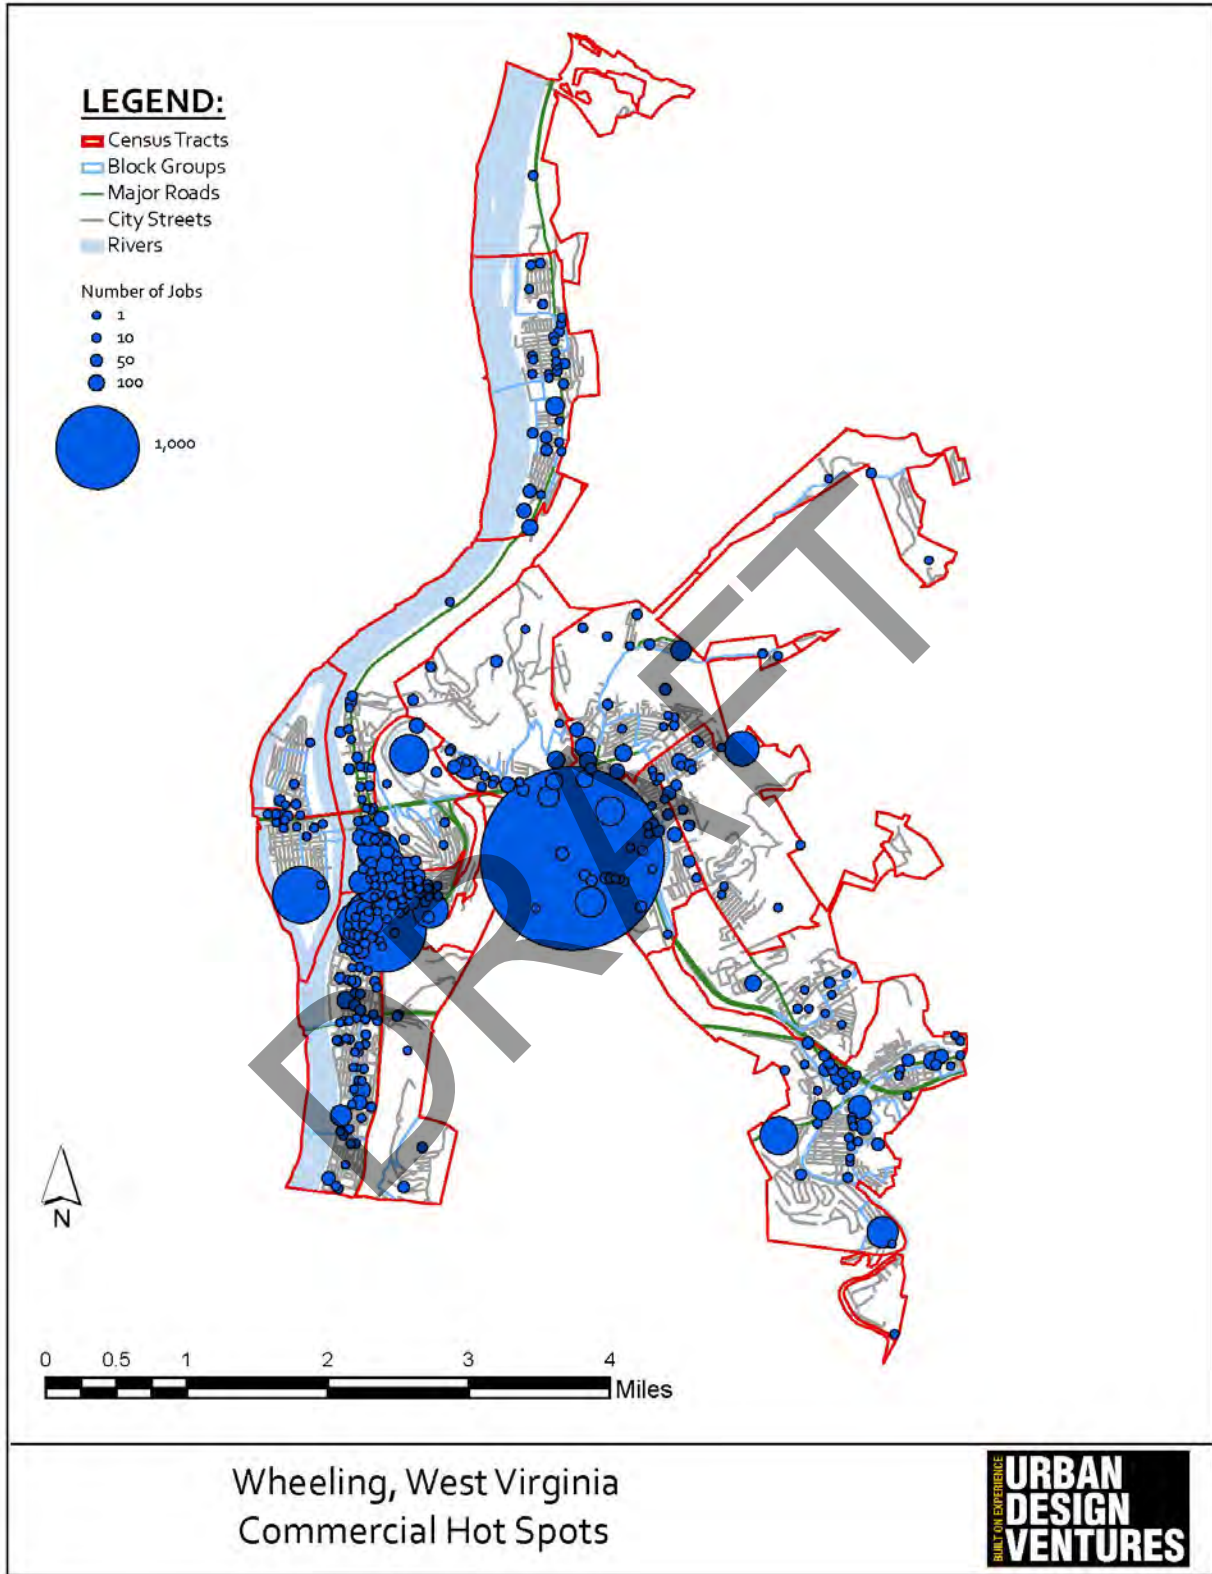 LEGEND:
Census Tracts
Block Groups
Major Roads
City Streets
Rivers
Number of Jobs
1
10
50
100
1,000
DRAFT
N
0 0.5 1 2 3 4
Miles
Wheeling, West Virginia
Commercial Hot Spots
BUILT ON EXPERIENCE
URBAN
DESIGN
VENTURES